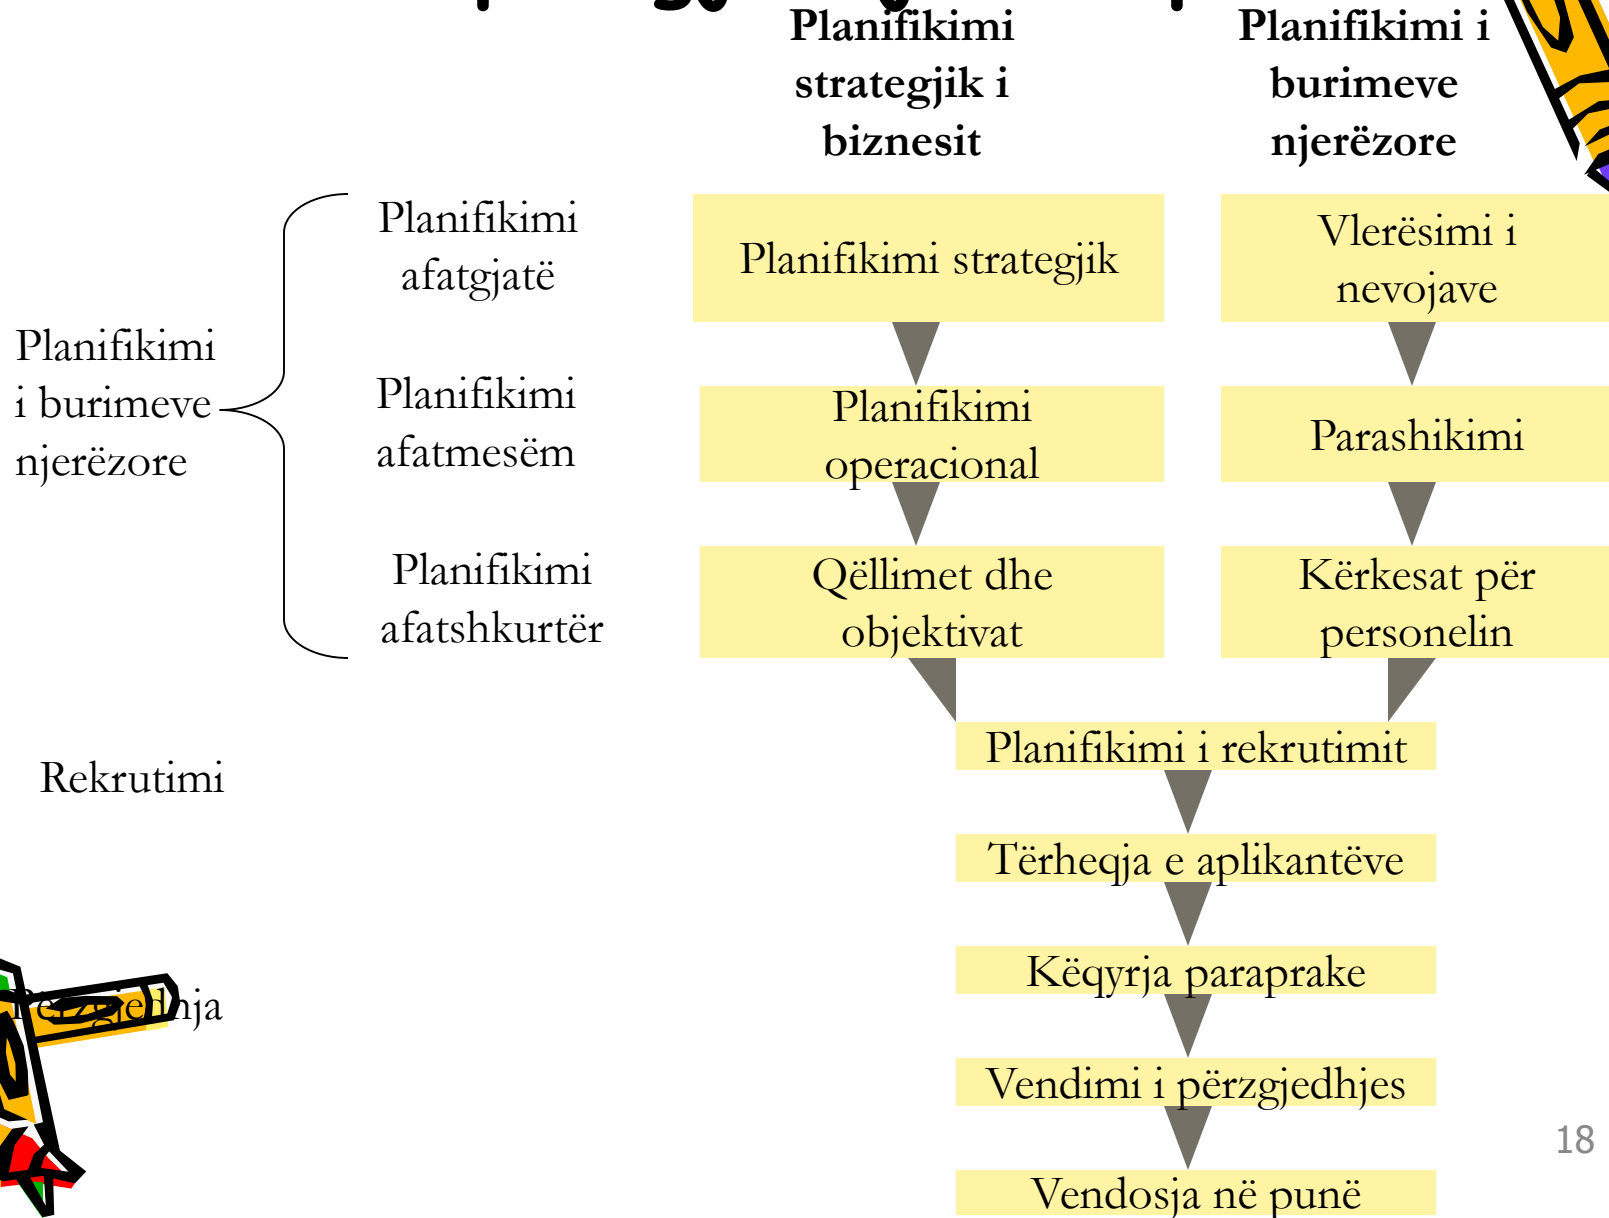 Planifikimi
strategjik i
biznesit
Planifikimi i
burimeve
njerëzore
Planifikimi
i burimeve
njerëzore
Planifikimi
afatgjatë
Planifikimi strategjik
Vlerësimi i
nevojave
Planifikimi
afatmesëm
Planifikimi
operacional
Parashikimi
Planifikimi
afatshkurtër
Qëllimet dhe
objektivat
Kërkesat për
personelin
Rekrutimi
Planifikimi i rekrutimit
Tërheqja e aplikantëve
Përzgjedhja
Këqyrja paraprake
Vendimi i përzgjedhjes
Vendosja në punë
18